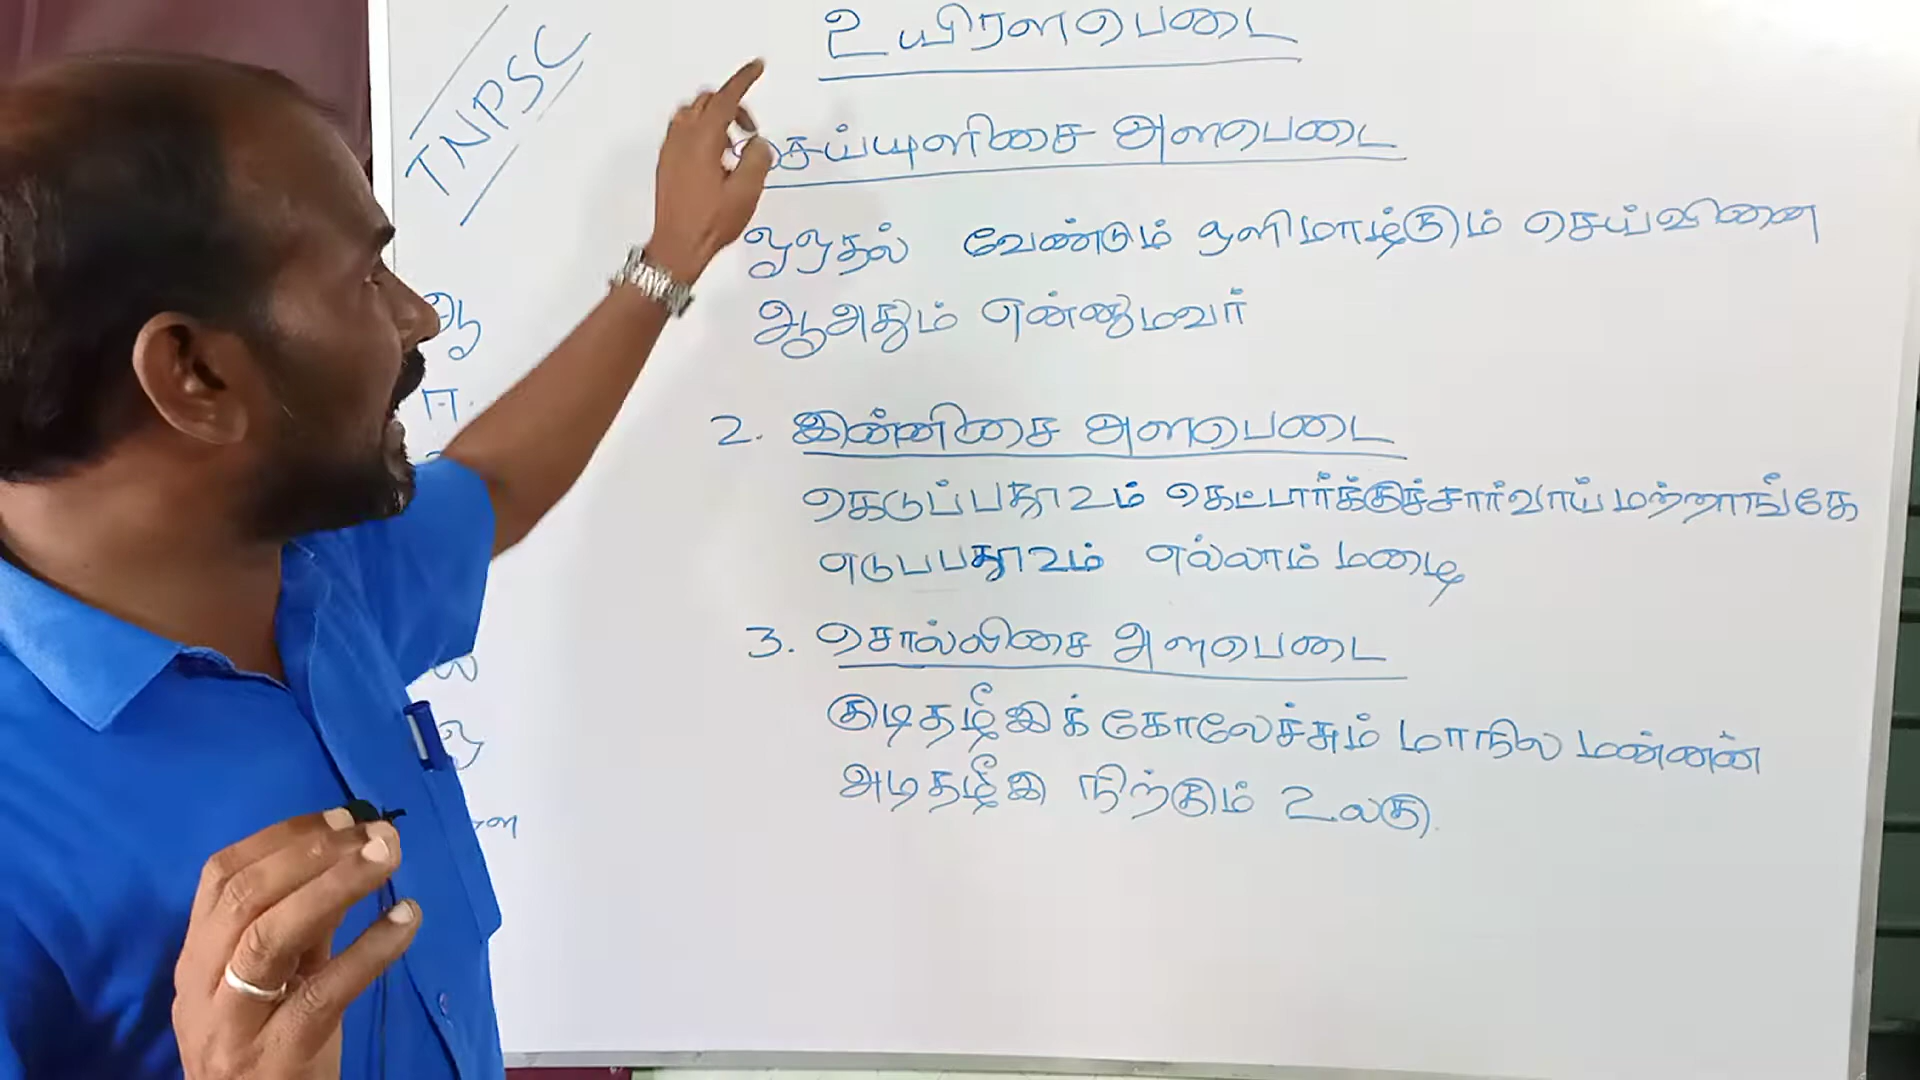 TNPSC
உயிரளபெடை
செய்யுளிசை அளபெடை
ஓஒதல் வேண்டும் ஒளிமாழ்கும் செய்வினை
ஆஅதும் என்னுமவர்
2. இன்னிசை அளபெடை
கெடுப்பதூஉம் கெட்டார்க்குச்சார்வாய்மற்றாங்கே
எடுபபதூஉம் எல்லாம் மழை
3. சொல்லிசை அளபெடை
குடிதழீஇக் கோலேச்சும் மாநில மன்னன்
அடிதழீஇ நிற்கும் உலகு.
ஆ